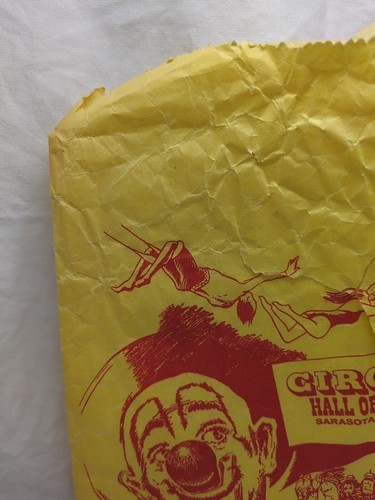 CIRC
HALL OF
SARASOTA